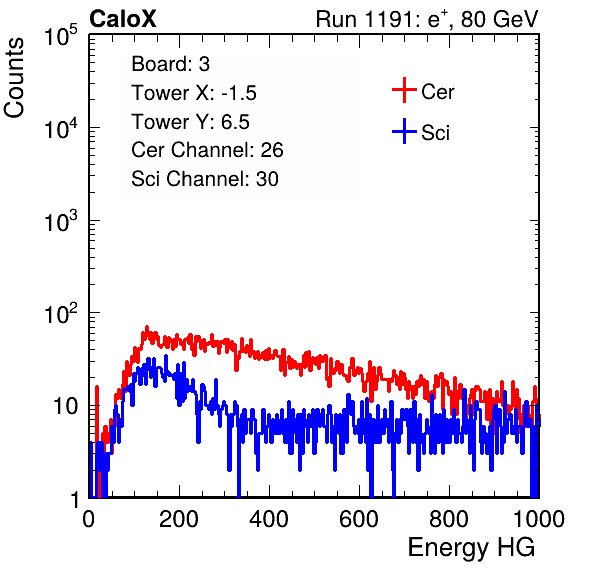 CaloX Run 1191: e⁺, 80 GeV
Counts
10⁵
10⁴
10³
10²
10
1
Board: 3
Tower X: -1.5
Tower Y: 6.5
Cer Channel: 26
Sci Channel: 30
Cer
Sci
0 200 400 600 800 1000
Energy HG